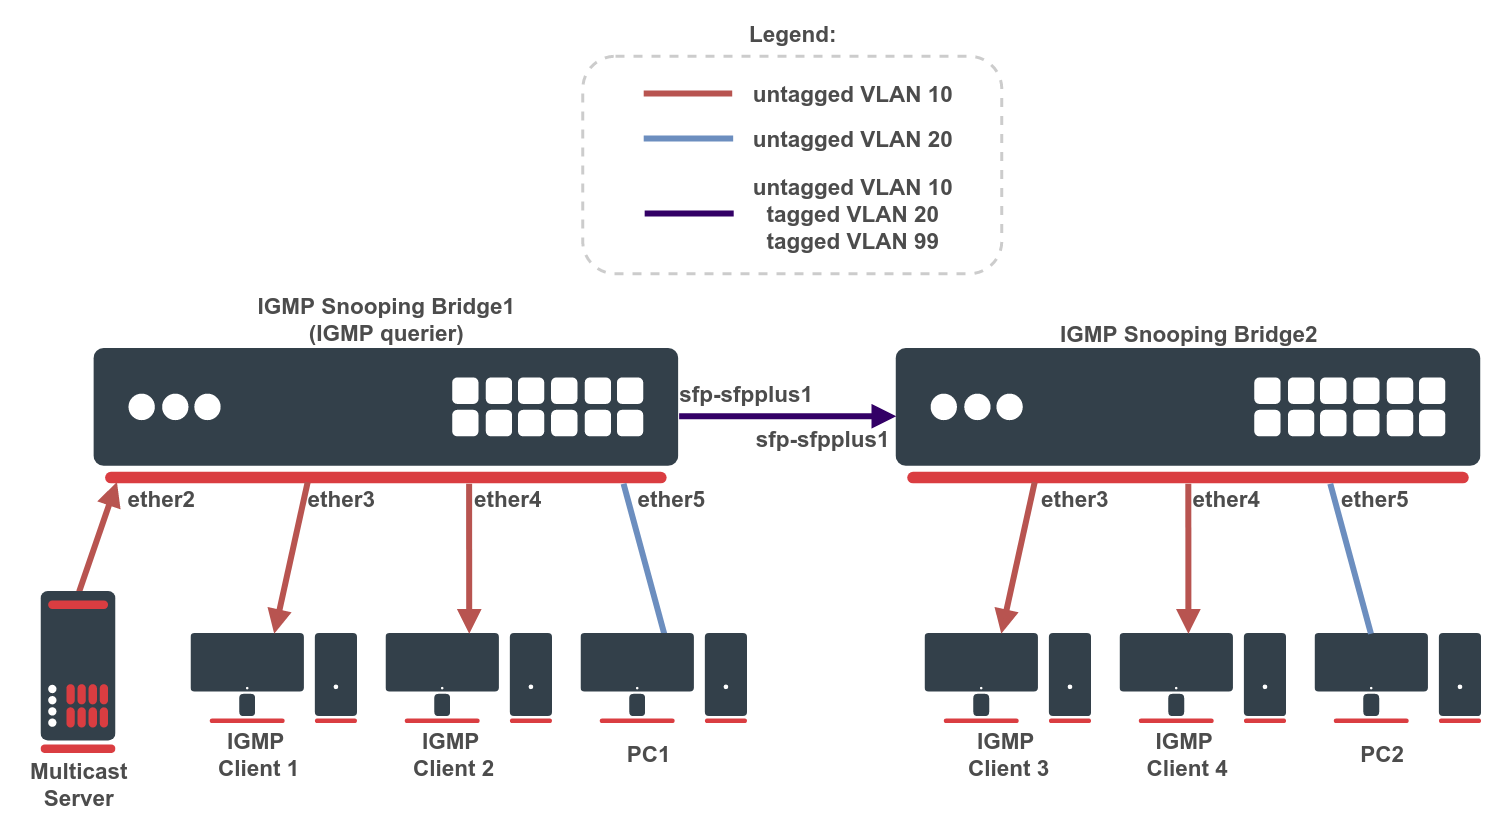 Legend:
untagged VLAN 10
untagged VLAN 20
untagged VLAN 10
tagged VLAN 20
tagged VLAN 99
IGMP Snooping Bridge1
(IGMP querier)
IGMP Snooping Bridge2
sfp-sfpplus1
sfp-sfpplus1
ether2
ether3
ether4
ether5
ether3
ether4
ether5
Multicast
Server
IGMP
Client 1
IGMP
Client 2
PC1
IGMP
Client 3
IGMP
Client 4
PC2